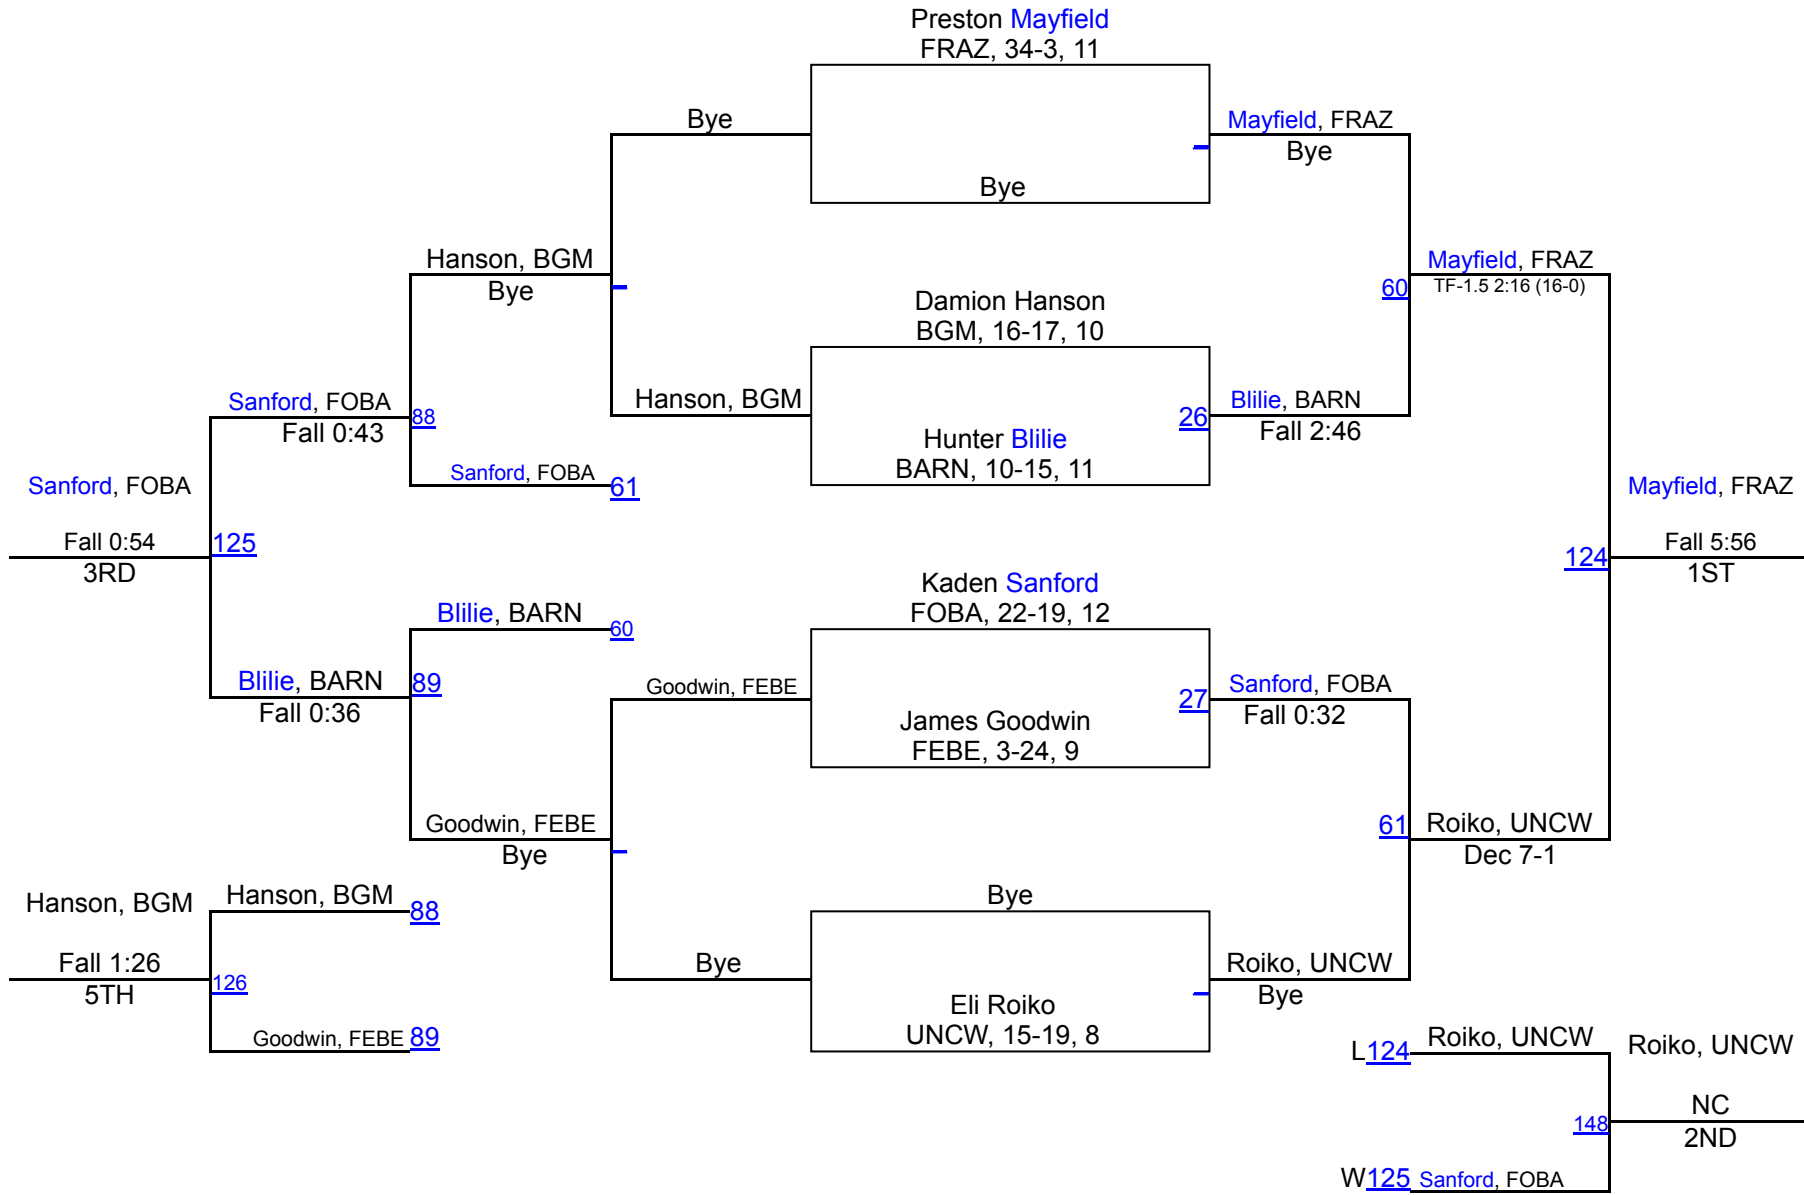 Preston Mayfield
FRAZ, 34-3, 11
Bye
Bye
Mayfield, FRAZ
Bye
Hanson, BGM
Bye
Damion Hanson
BGM, 16-17, 10
60
Mayfield, FRAZ
TF-1.5 2:16 (16-0)
Hanson, BGM
Hunter Blilie
BARN, 10-15, 11
26
Blilie, BARN
Fall 2:46
Sanford, FOBA
Fall 0:43
88
Sanford, FOBA
61
Sanford, FOBA
Fall 0:54
3RD
125
Mayfield, FRAZ
124
Fall 5:56
1ST
Kaden Sanford
FOBA, 22-19, 12
Blilie, BARN
60
Blilie, BARN
Fall 0:36
89
Goodwin, FEBE
James Goodwin
FEBE, 3-24, 9
27
Sanford, FOBA
Fall 0:32
Goodwin, FEBE
Bye
61
Roiko, UNCW
Dec 7-1
Hanson, BGM
Fall 1:26
5TH
Hanson, BGM
88
126
Goodwin, FEBE
89
Bye
Bye
Eli Roiko
UNCW, 15-19, 8
Roiko, UNCW
Bye
L124
Roiko, UNCW
Roiko, UNCW
148
NC
2ND
W125
Sanford, FOBA